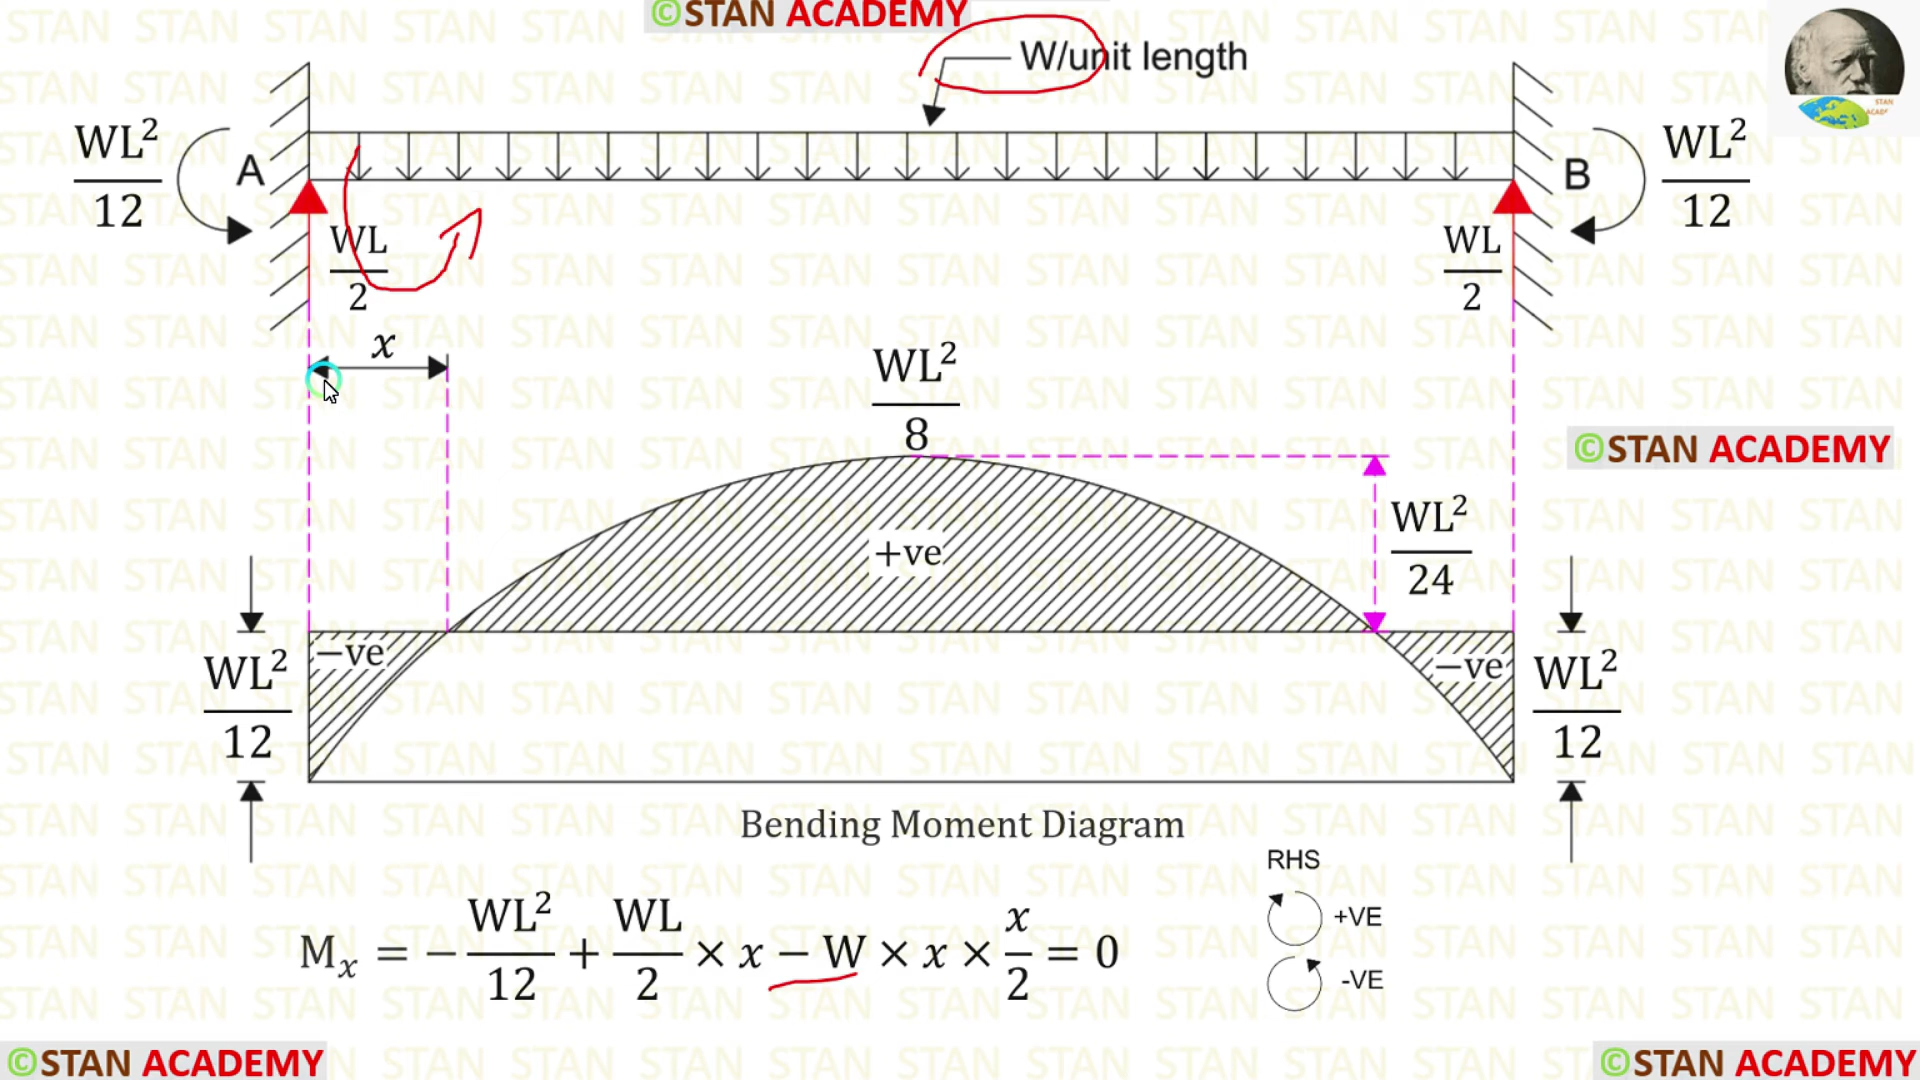 ©STAN ACADEMY
W/unit length
WL²/12
A
B
WL²/12
WL/2
WL/2
x
WL²/8
©STAN ACADEMY
WL²/24
+ve
−ve
−ve
WL²/12
WL²/12
Bending Moment Diagram
RHS
+VE
-VE
Mₓ = − WL²/12 + WL/2 × x − W × x × x/2 = 0
©STAN ACADEMY
©STAN ACADEMY